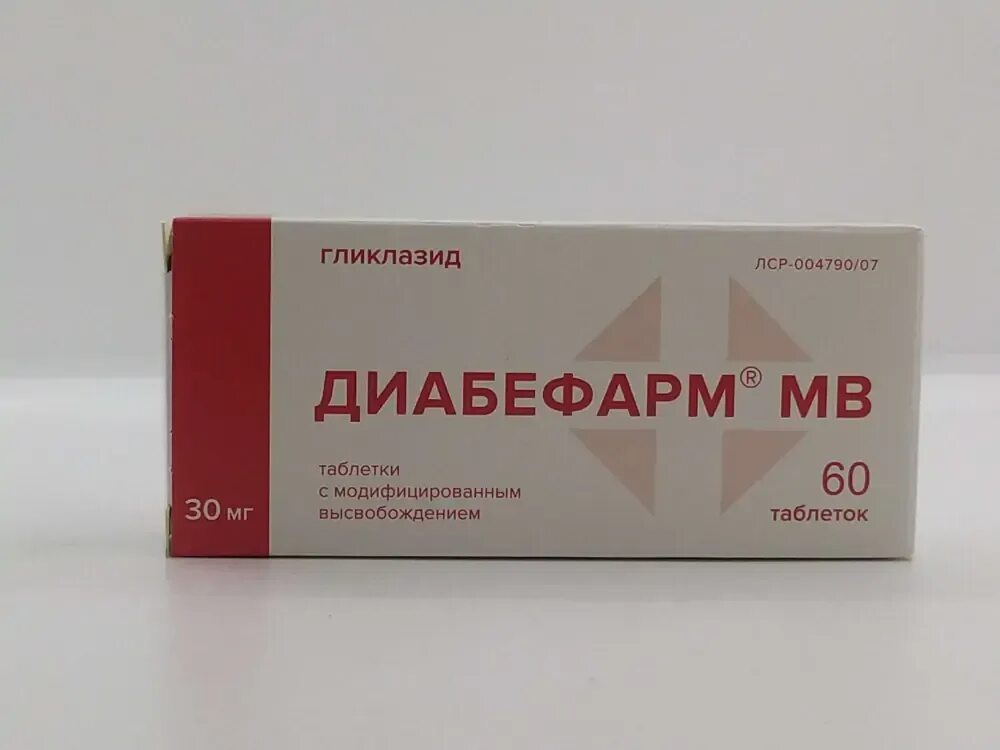 гликлазид
ЛСР-004790/07
ДИАБЕФАРМ® МВ
таблетки
с модифицированным
высвобождением
30 мг
60
таблеток